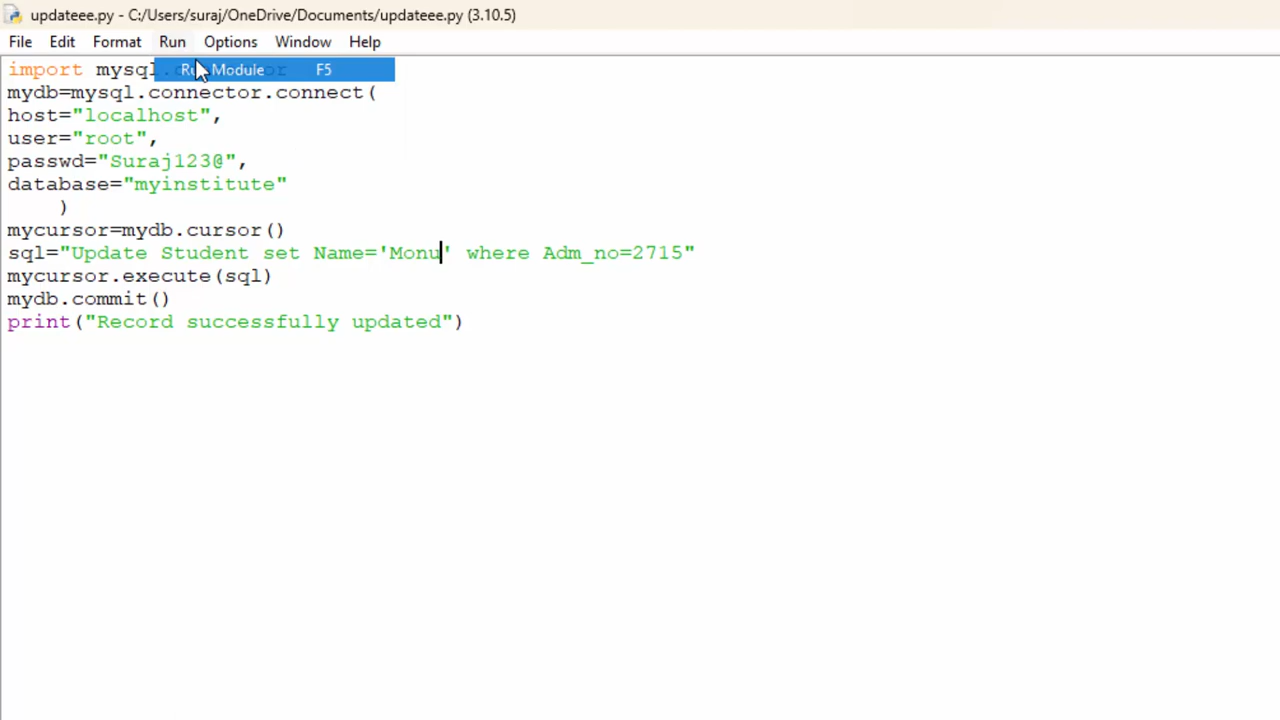 updateee.py - C:/Users/suraj/OneDrive/Documents/updateee.py (3.10.5)
File Edit Format Run Options Window Help
import mysql
Module F5
mydb=mysql.connector.connect(
host="localhost",
user="root",
passwd="Suraj123@",
database="myinstitute"
)
mycursor=mydb.cursor()
sql="Update Student set Name='Monu' where Adm_no=2715"
mycursor.execute(sql)
mydb.commit()
print("Record successfully updated")